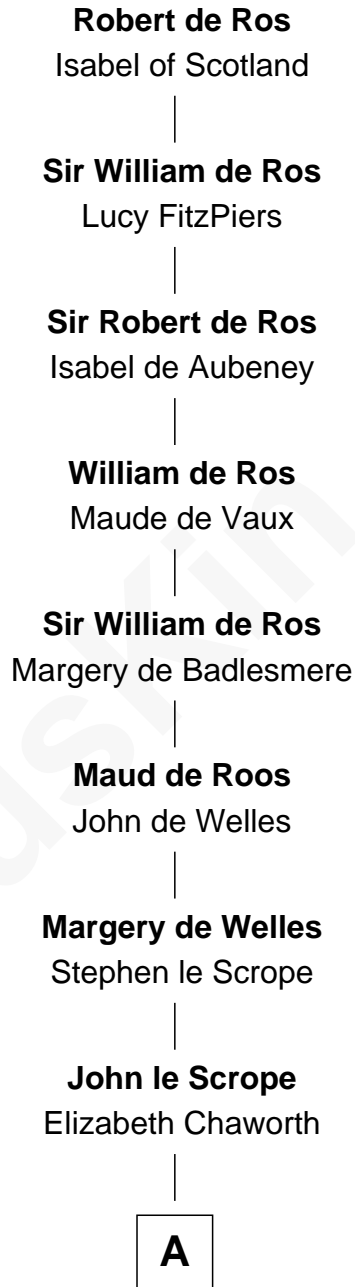 Robert de Ros
Isabel of Scotland
Sir William de Ros
Lucy FitzPiers
Sir Robert de Ros
Isabel de Aubeney
William de Ros
Maude de Vaux
Sir William de Ros
Margery de Badlesmere
Maud de Roos
John de Welles
Margery de Welles
Stephen le Scrope
John le Scrope
Elizabeth Chaworth
A